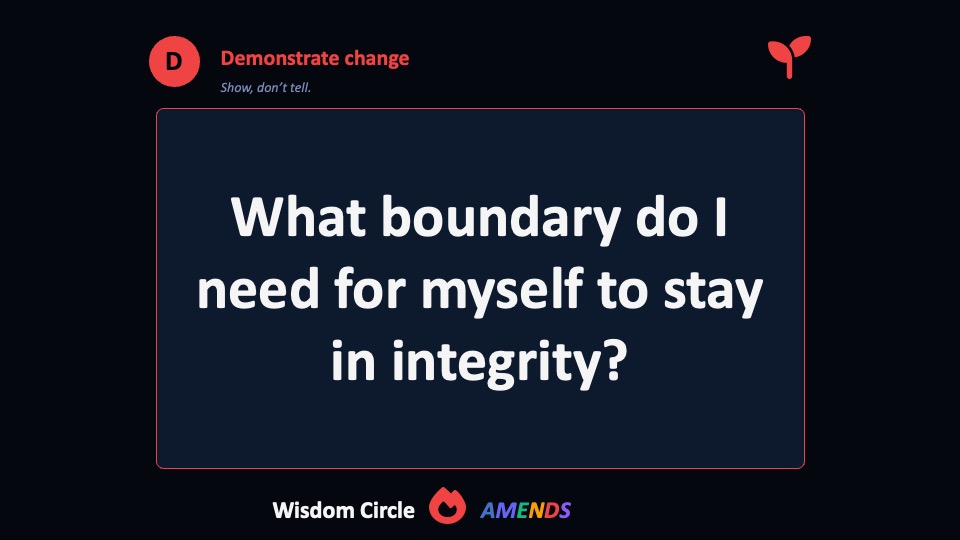 D
Demonstrate change
Show, don’t tell.
What boundary do I
need for myself to stay
in integrity?
Wisdom Circle AMENDS